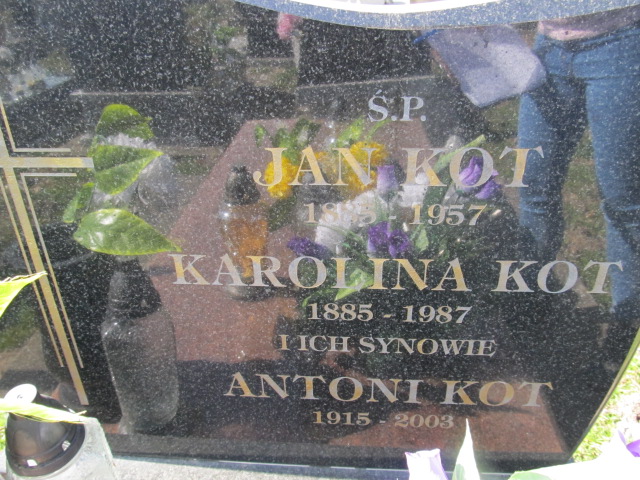 Ś.P.
JAN KOT
- 1957
KAROLINA KOT
1885 - 1987
I ICH SYNOWIE
ANTONI KOT
1915 - 2003